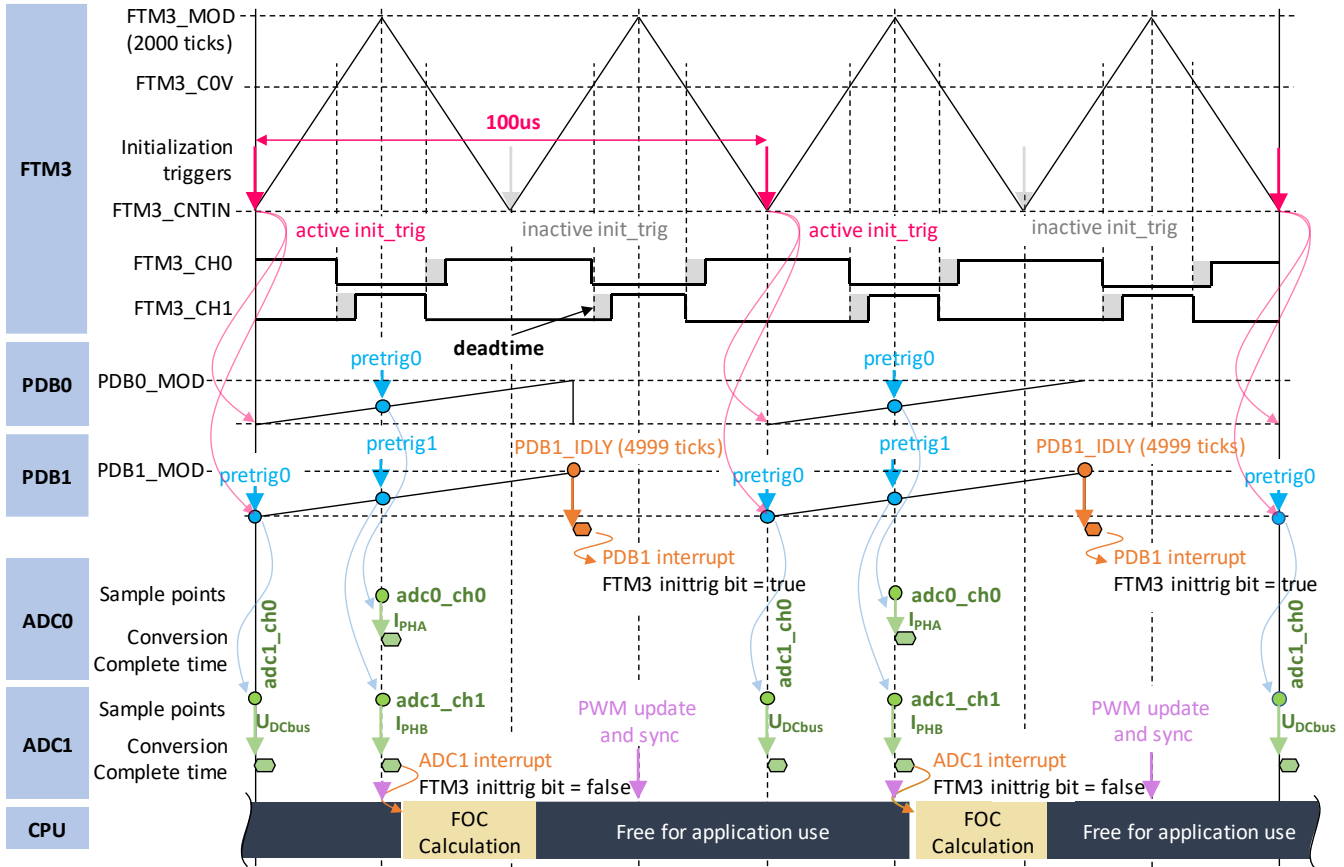 FTM3
FTM3_MOD
(2000 ticks)
FTM3_C0V
100us
Initialization
triggers
FTM3_CNTIN
active init_trig
inactive init_trig
active init_trig
inactive init_trig
FTM3_CH0
FTM3_CH1
deadtime
PDB0
pretrig0
pretrig0
PDB0_MOD
PDB1
pretrig1
PDB1_IDLY (4999 ticks)
pretrig1
PDB1_IDLY (4999 ticks)
PDB1_MOD
pretrig0
pretrig0
pretrig0
PDB1 interrupt
FTM3 inittrig bit = true
PDB1 interrupt
FTM3 inittrig bit = true
ADC0
Sample points
Conversion
Complete time
adc1_ch0
adc0_ch0
IPHA
adc1_ch0
adc0_ch0
IPHA
adc1_ch0
ADC1
Sample points
Conversion
Complete time
UDCbus
adc1_ch1
IPHB
PWM update
and sync
UDCbus
adc1_ch1
IPHB
PWM update
and sync
UDCbus
ADC1 interrupt
FTM3 inittrig bit = false
ADC1 interrupt
FTM3 inittrig bit = false
CPU
FOC
Calculation
Free for application use
FOC
Calculation
Free for application use